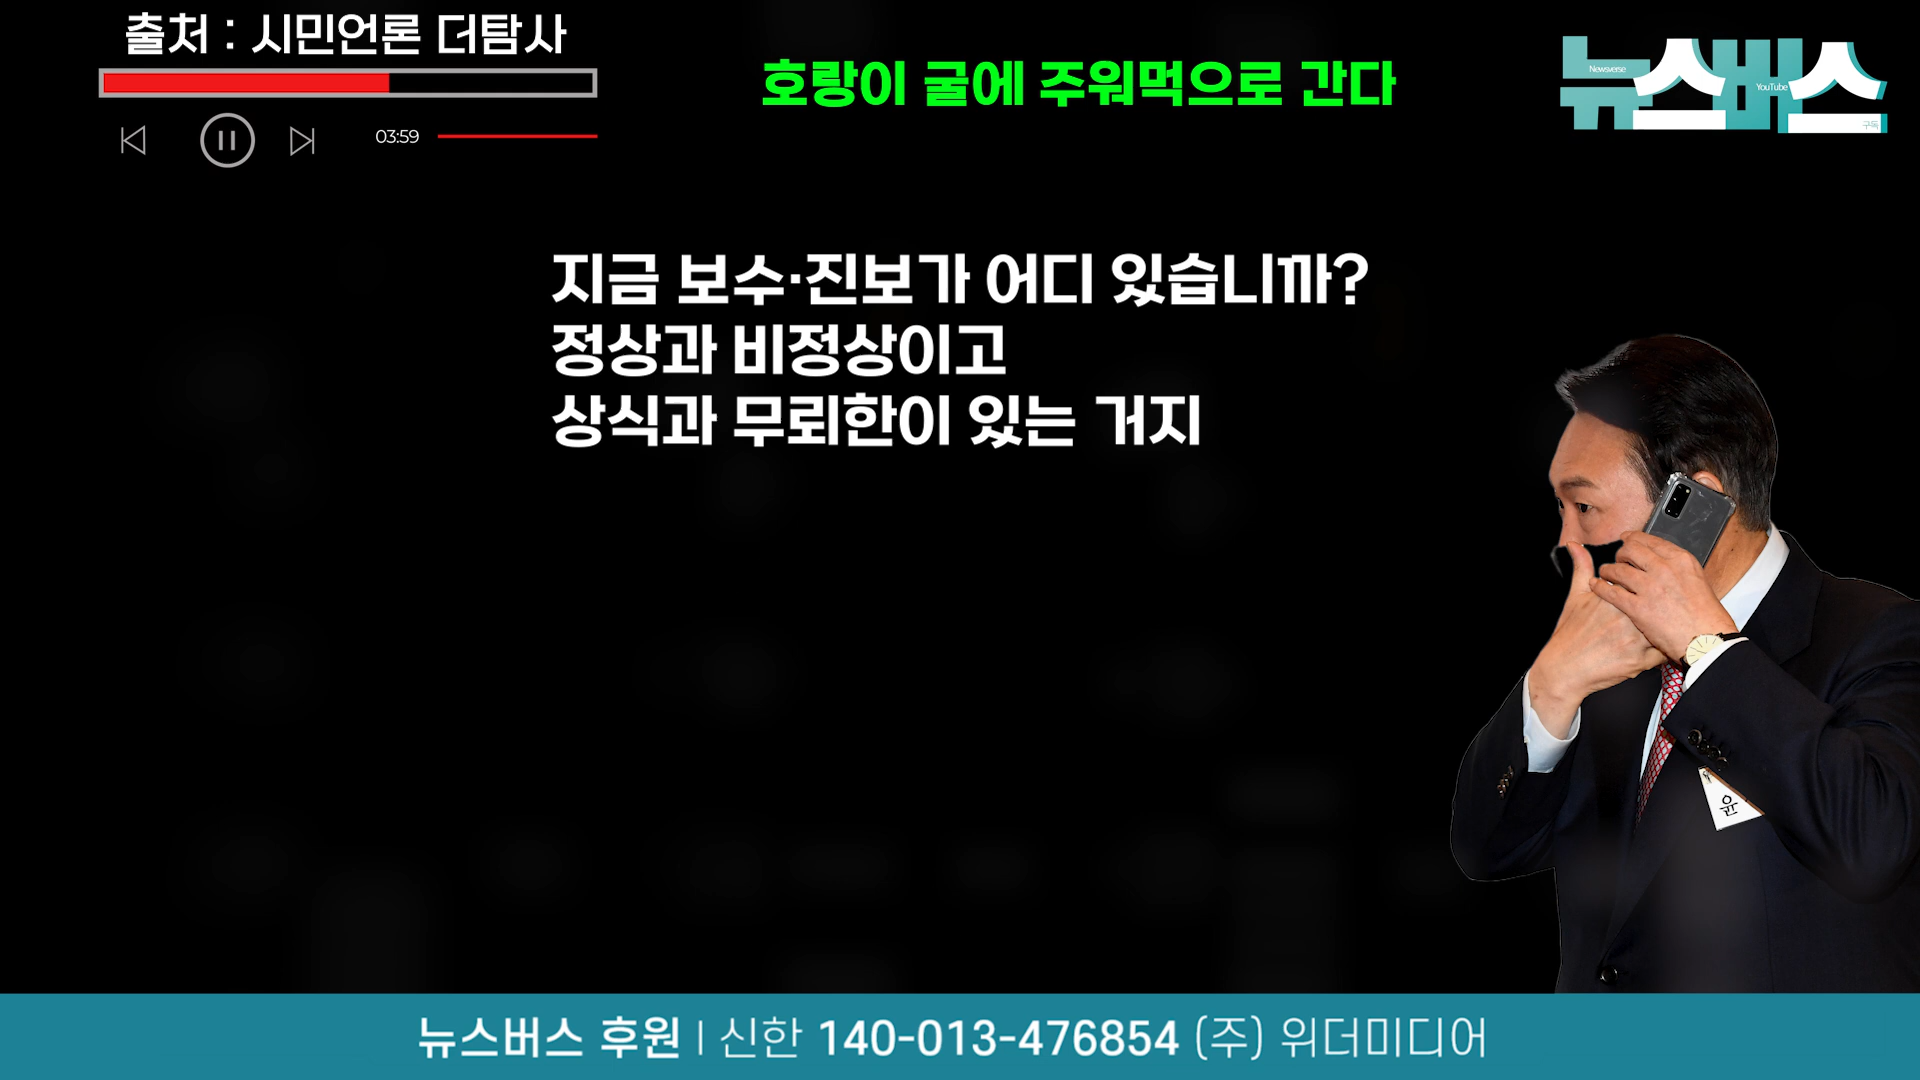 출처 : 시민언론 더탐사
03:59
호랑이 굴에 주워먹으로 간다
뉴스버스
Newsverse
YouTube
구독
지금 보수·진보가 어디 있습니까?
정상과 비정상이고
상식과 무뢰한이 있는 거지
윤
뉴스버스 후원 | 신한 140-013-476854 (주) 위더미디어